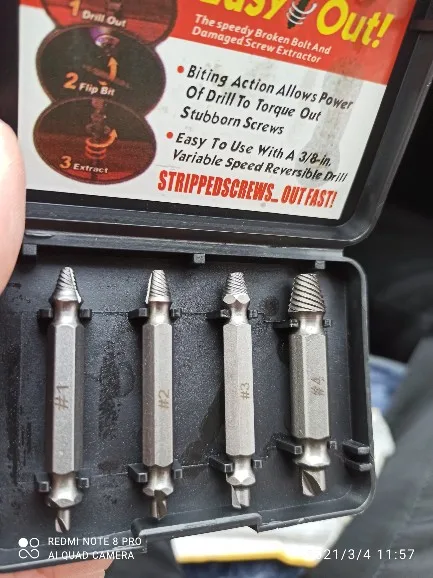 1 Drill Out
Easy Out!
The speedy Broken Bolt And
Damaged Screw Extractor
2 Flip Bit
• Biting Action Allows Power
Of Drill To Torque Out
Stubborn Screws
• Easy To Use With A 3/8-in.
Variable Speed Reversible Drill
3 Extract
STRIPPEDSCREWS... OUT FAST!
#1
#2
#3
#4
REDMI NOTE 8 PRO
AI QUAD CAMERA
21/3/4 11:57